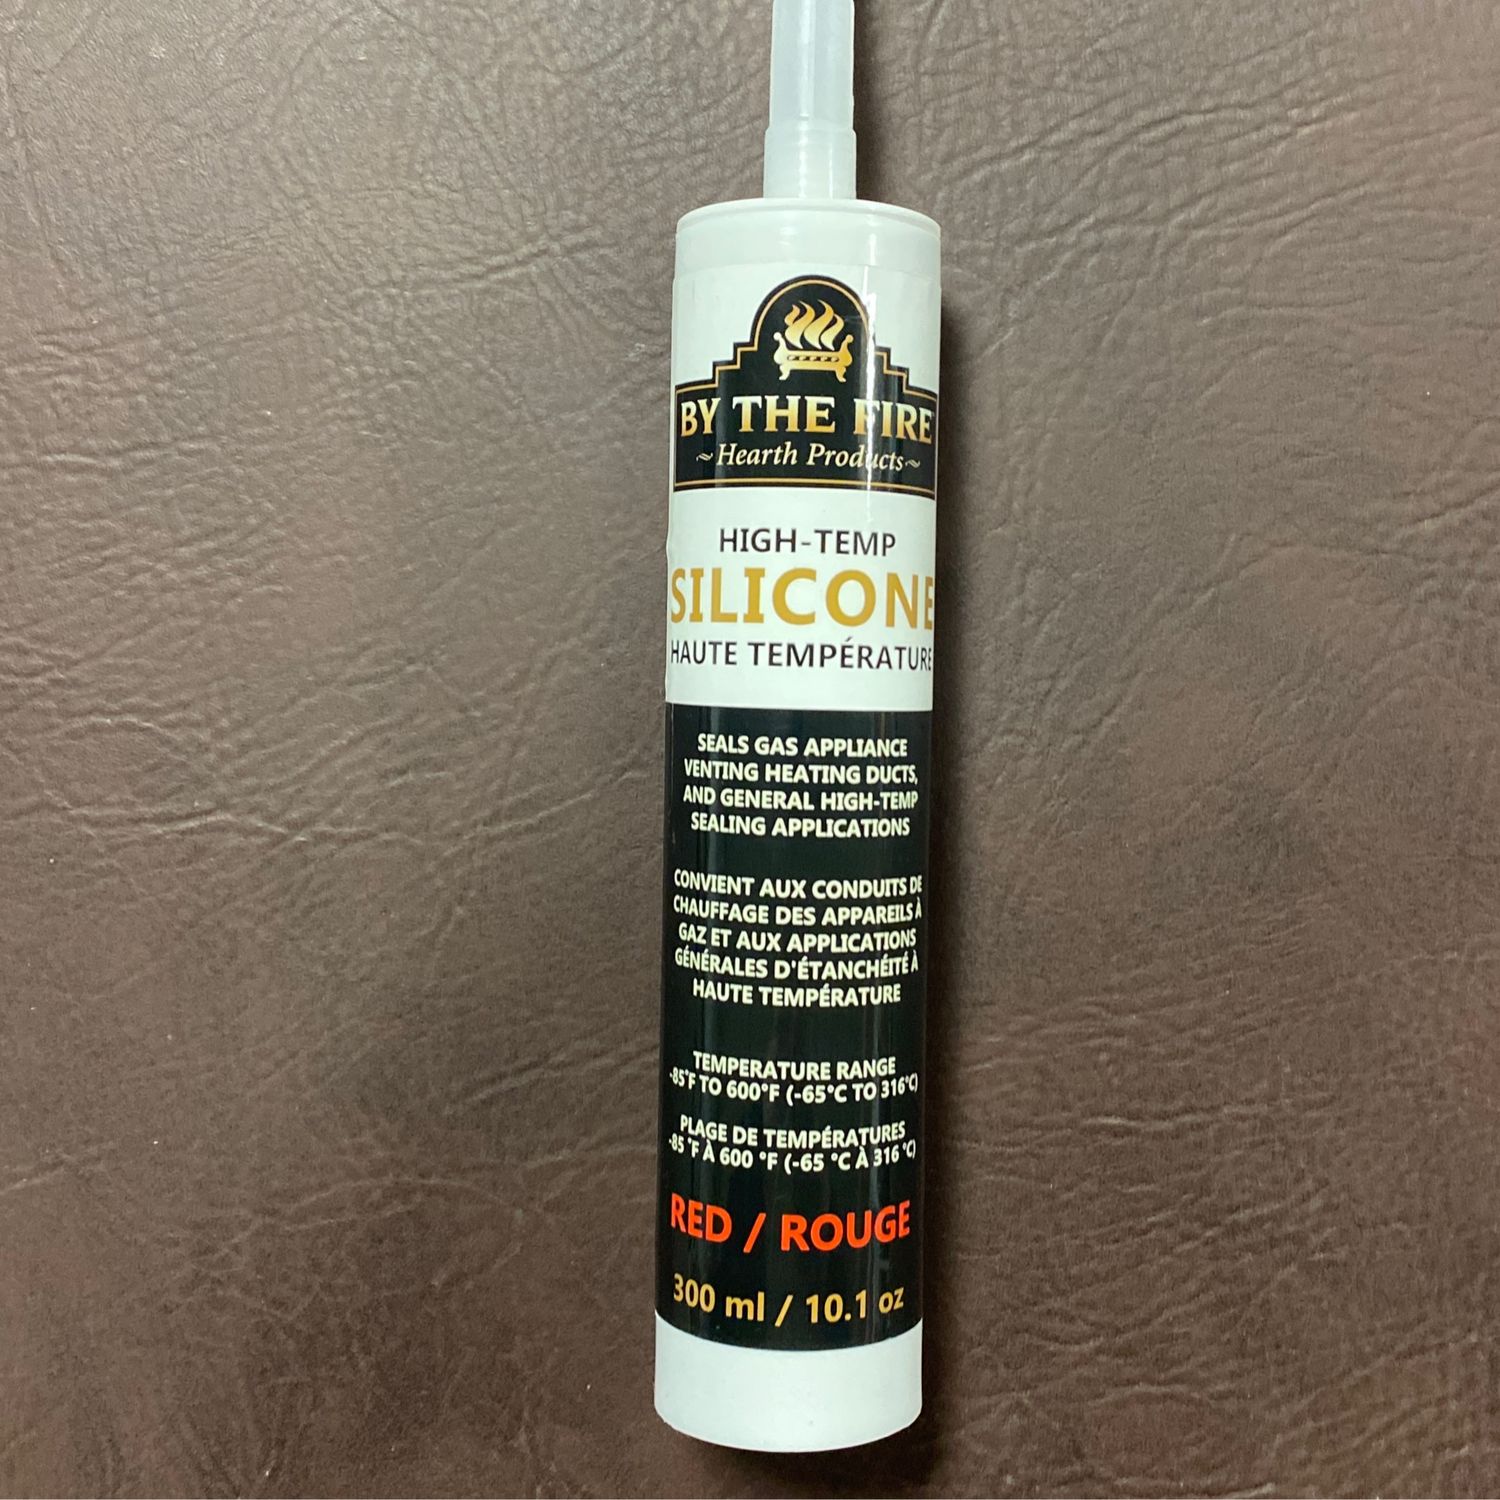 BY THE FIRE
~Hearth Products~
HIGH-TEMP
SILICONE
HAUTE TEMPÉRATURE
SEALS GAS APPLIANCE
VENTING HEATING DUCTS,
AND GENERAL HIGH-TEMP
SEALING APPLICATIONS
CONVIENT AUX CONDUITS DE
CHAUFFAGE DES APPAREILS À
GAZ ET AUX APPLICATIONS
GÉNÉRALES D'ÉTANCHÉITÉ À
HAUTE TEMPÉRATURE
TEMPERATURE RANGE
-85°F TO 600°F (-65°C TO 316°C)
PLAGE DE TEMPÉRATURES
-85 °F À 600 °F (-65 °C À 316 °C)
RED / ROUGE
300 ml / 10.1 oz